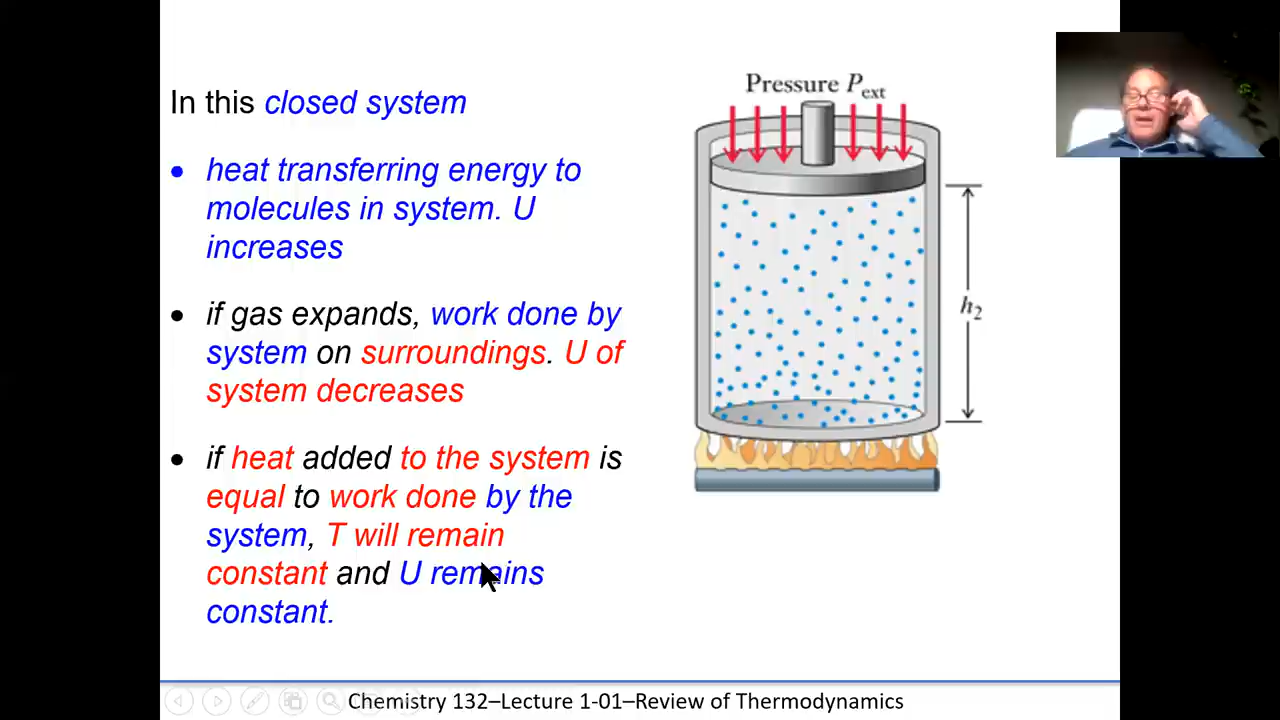 In this closed system
• heat transferring energy to
molecules in system. U
increases
• if gas expands, work done by
system on surroundings. U of
system decreases
• if heat added to the system is
equal to work done by the
system, T will remain
constant and U remains
constant.
Pressure Pext
h2
Chemistry 132–Lecture 1-01–Review of Thermodynamics